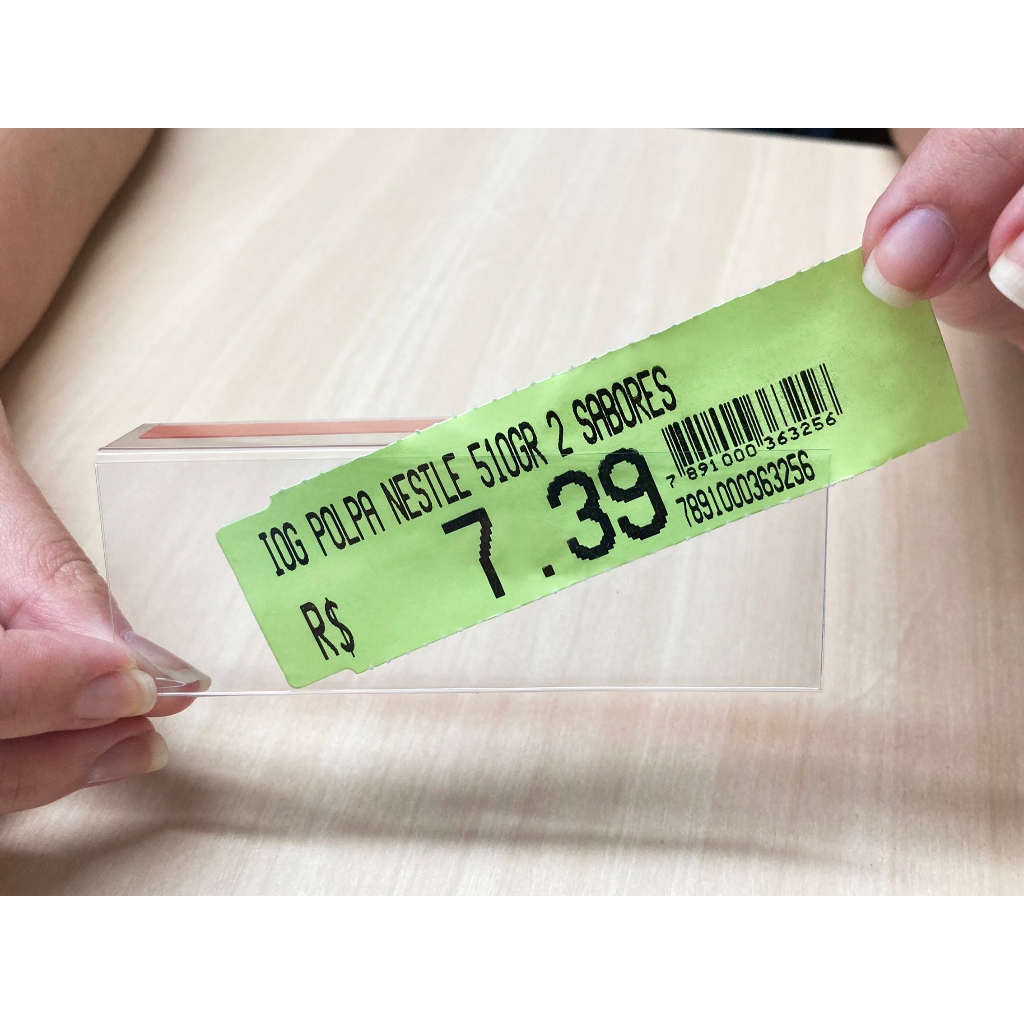 IOG POLPA NESTLE 510GR 2 SABORES
R$ 7.39
7 891000 363256
7891000363256